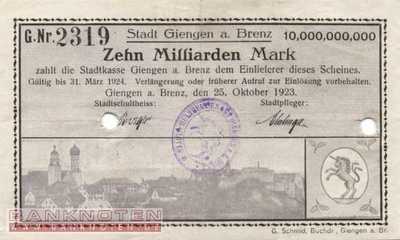 G.Nr. 2319
Stadt Giengen a. Brenz
10,000,000,000
Zehn Milliarden Mark
zahlt die Stadtkasse Giengen a. Brenz dem Einlieferer dieses Scheines.
Gültig bis 31. März 1924. Verlängerung oder früherer Aufruf zur Einlösung vorbehalten.
Giengen a. Brenz, den 25. Oktober 1923.
Stadtschultheiss: Stadtpfleger:
BANKNOTEN
G. Schmid, Buchdr., Giengen a. Br.